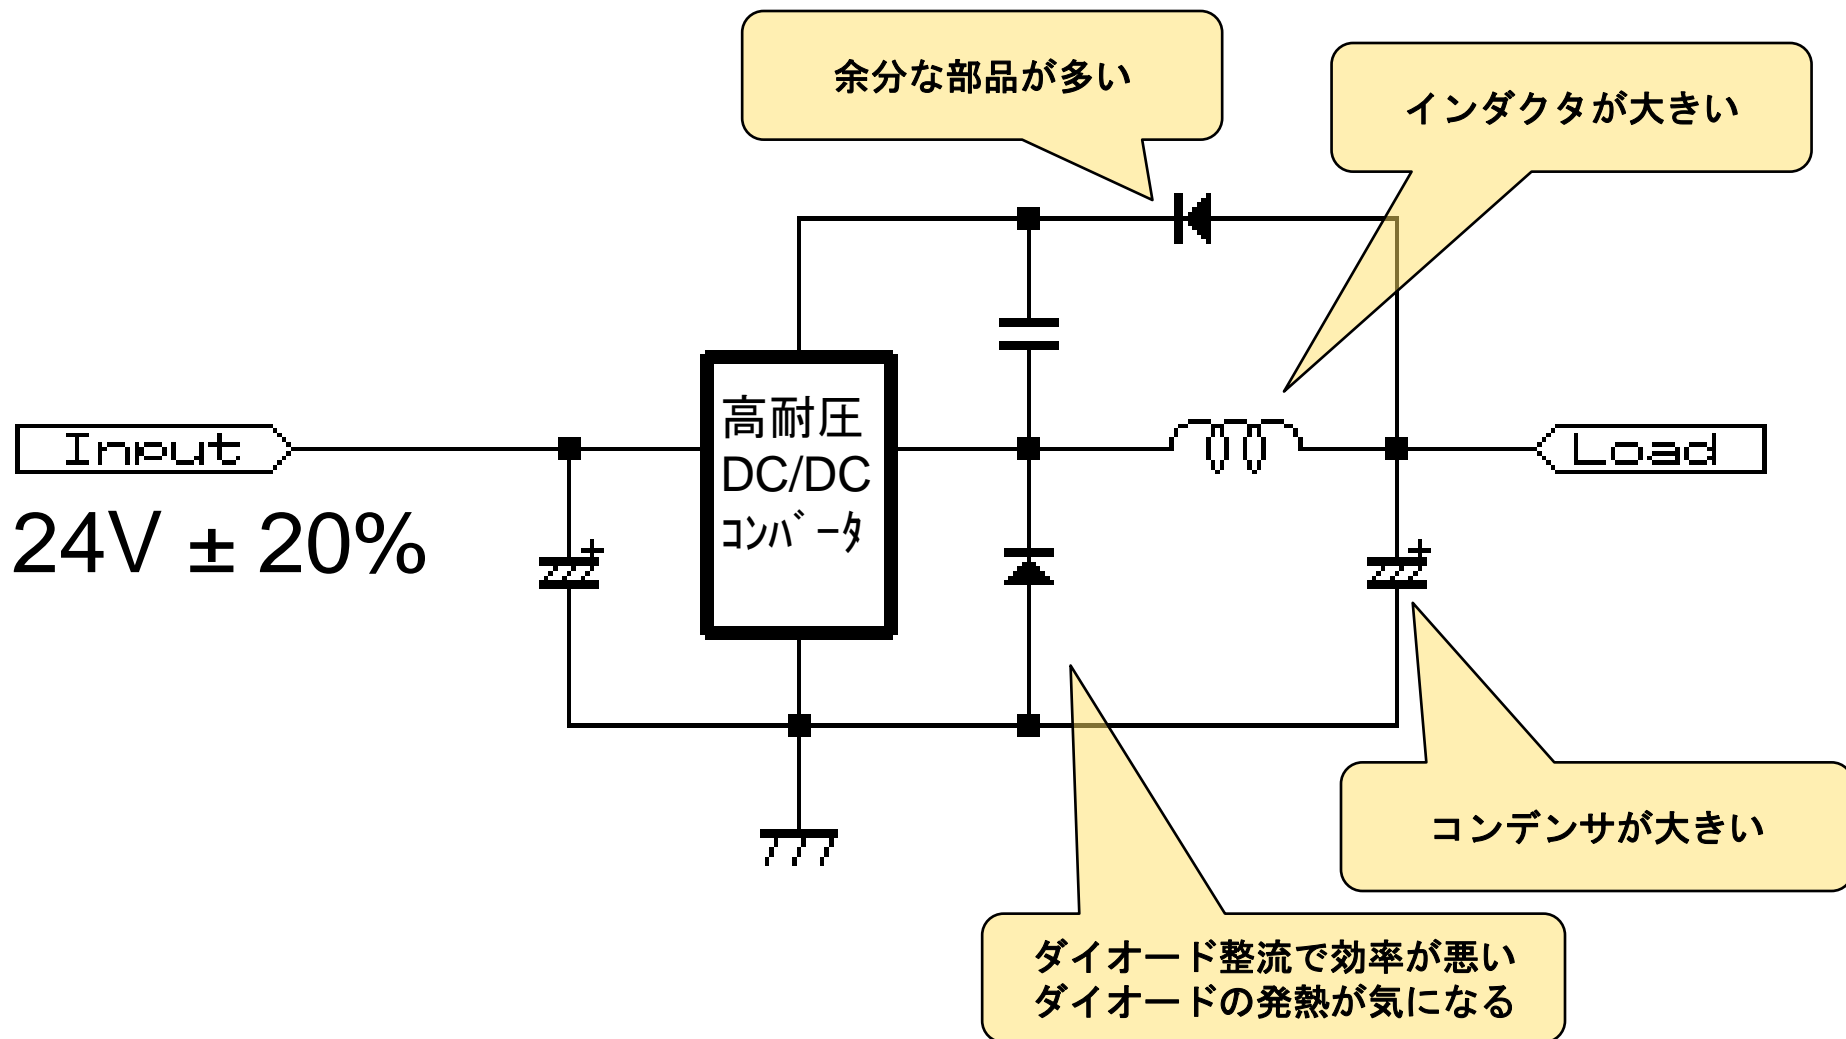 余分な部品が多い
インダクタが大きい
高耐圧
DC/DC
ｺﾝﾊﾞｰﾀ
Input
Load
24V ± 20%
コンデンサが大きい
ダイオード整流で効率が悪い
ダイオードの発熱が気になる